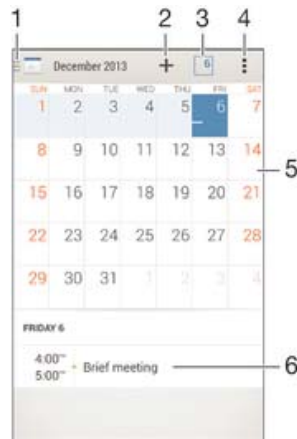 1 2 3 4
December 2013 + 6
SUN MON TUE WED THU FRI SAT
1 2 3 4 5 6 7
8 9 10 11 12 13 14
5
15 16 17 18 19 20 21
22 23 24 25 26 27 28
29 30 31 1 2 3 4
FRIDAY 6
4:00
5:00
Brief meeting
6